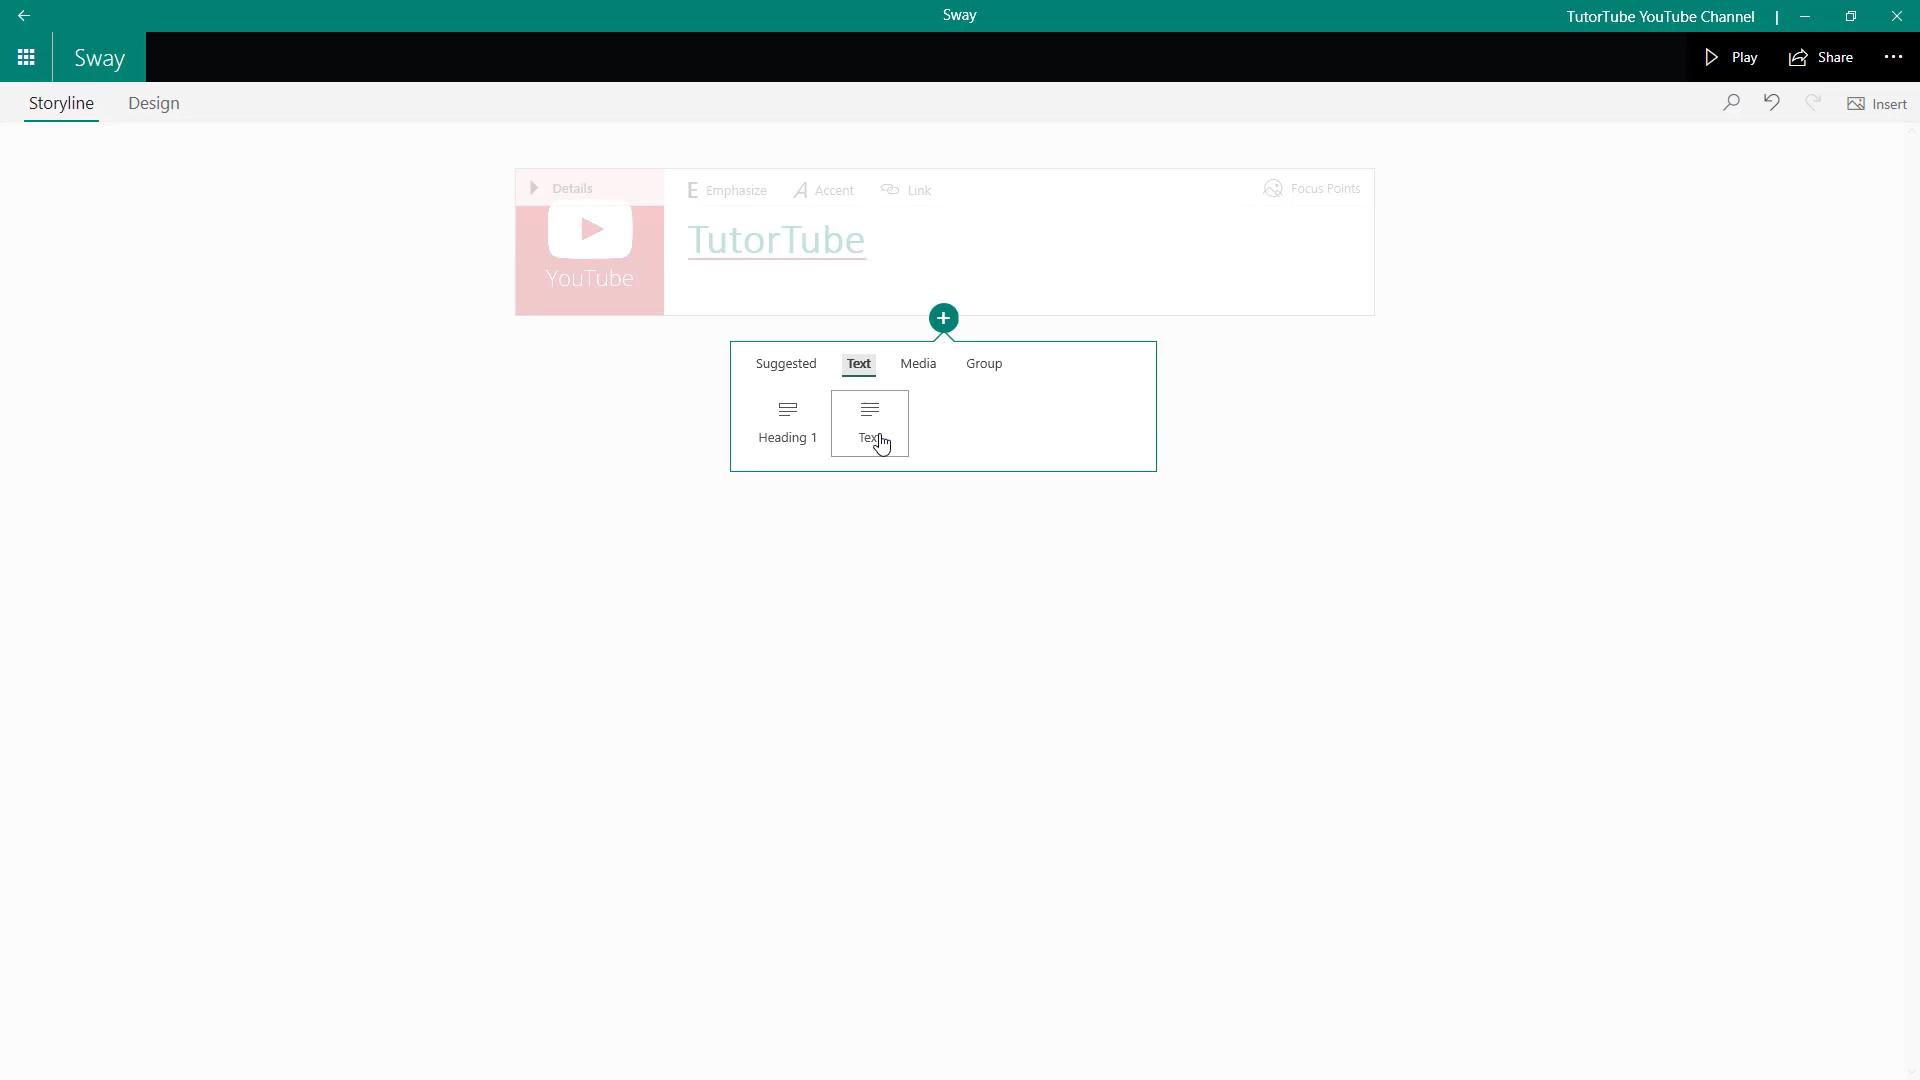 Sway
TutorTube YouTube Channel
Sway
Play
Share
Storyline
Design
Insert
Details
E Emphasize
A Accent
Link
Focus Points
YouTube
TutorTube
Suggested
Text
Media
Group
Heading 1
Text